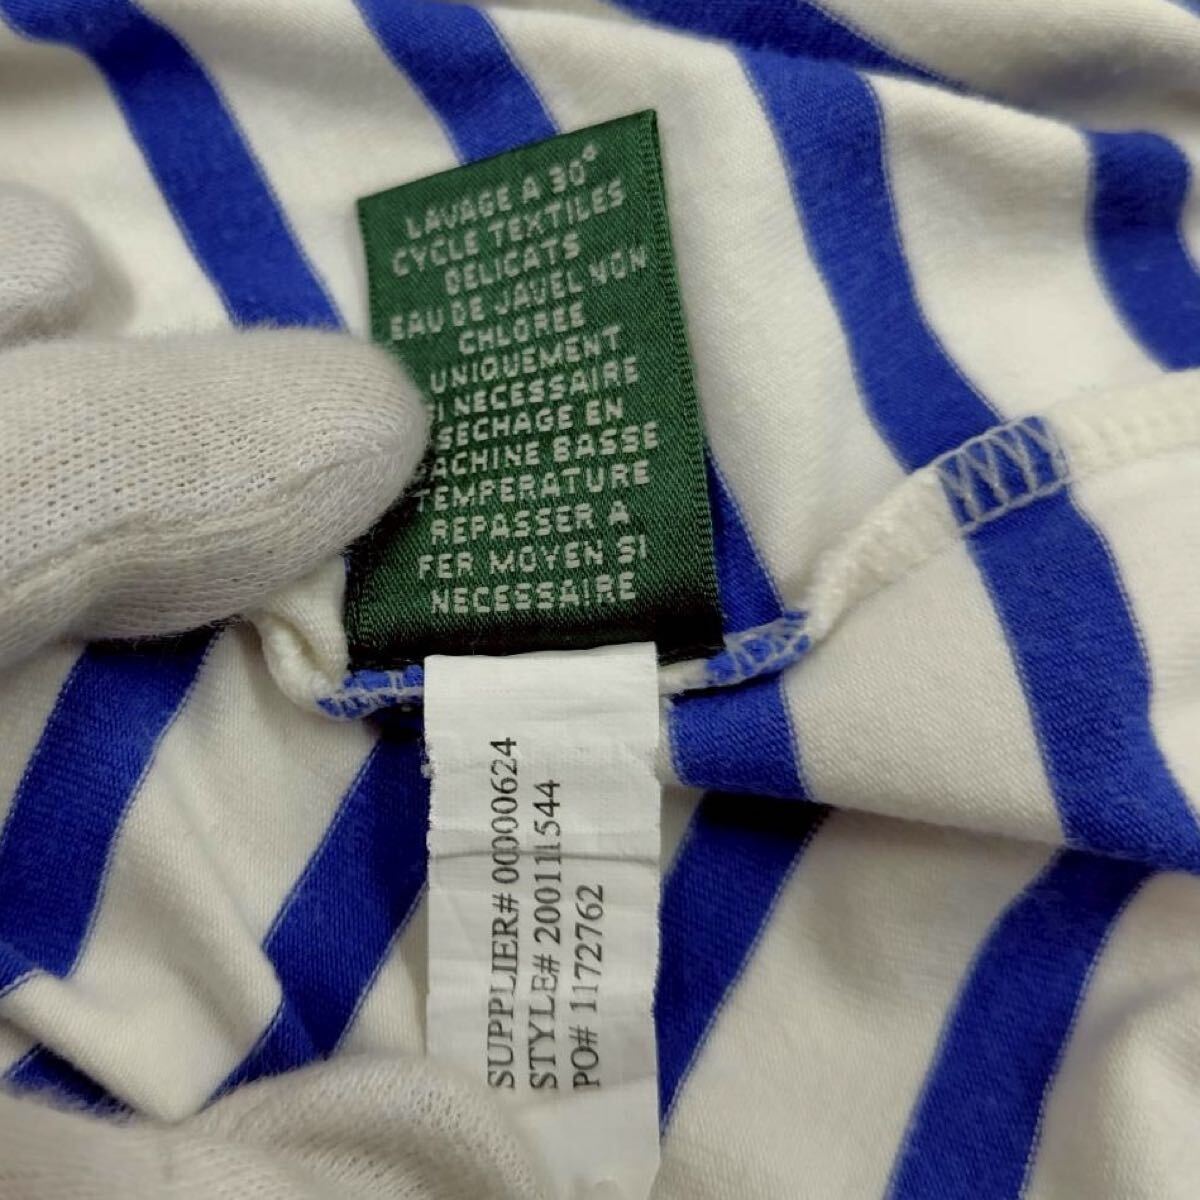 LAVAGE A 30°
CYCLE TEXTILES
DELICATS
EAU DE JAVEL NON
CHLOREE
UNIQUEMENT
SI NECESSAIRE
SECHAGE EN
MACHINE BASSE
TEMPERATURE
REPASSER A
FER MOYEN SI
NECESSAIRE
SUPPLIER# 00000624
STYLE# 200111544
PO# 1172762